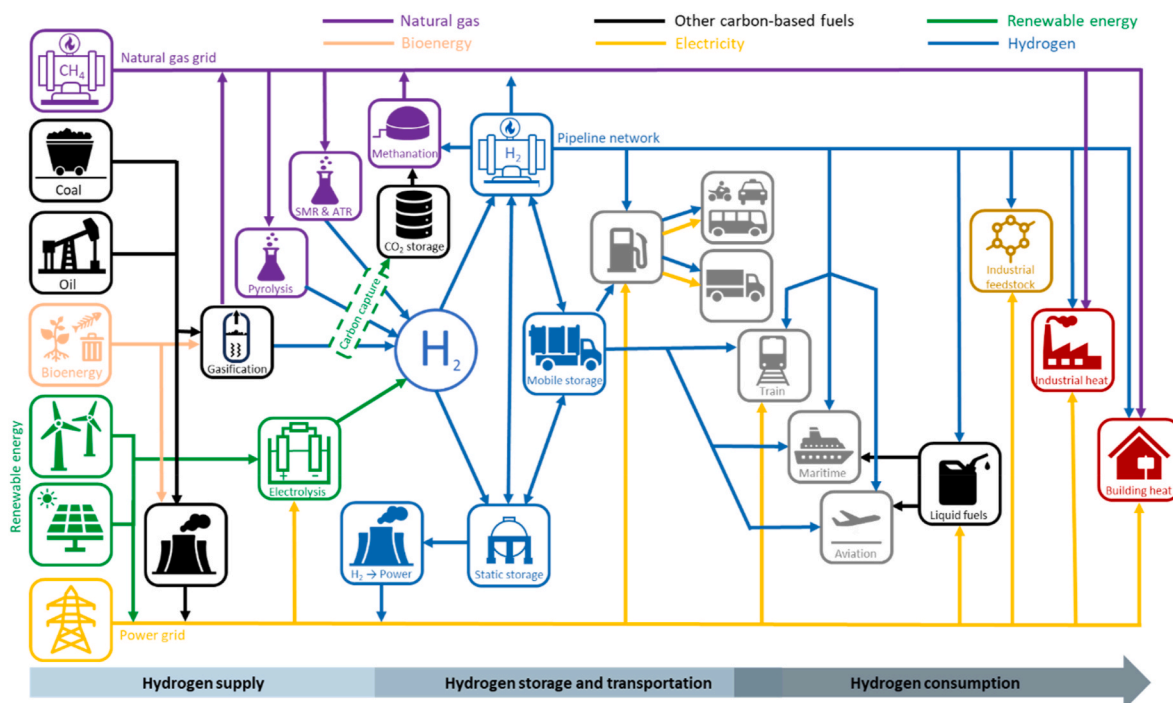 Natural gas
Other carbon-based fuels
Renewable energy
Bioenergy
Electricity
Hydrogen
CH₄
Natural gas grid
Coal
Oil
Bioenergy
Renewable energy
Power grid
Pyrolysis
SMR & ATR
Methanation
CO₂ storage
Carbon capture
Gasification
Electrolysis
+
H₂
H₂
Pipeline network
Mobile storage
Static storage
H₂ → Power
Train
Maritime
Aviation
Liquid fuels
Industrial
feedstock
Industrial heat
Building heat
Hydrogen supply
Hydrogen storage and transportation
Hydrogen consumption